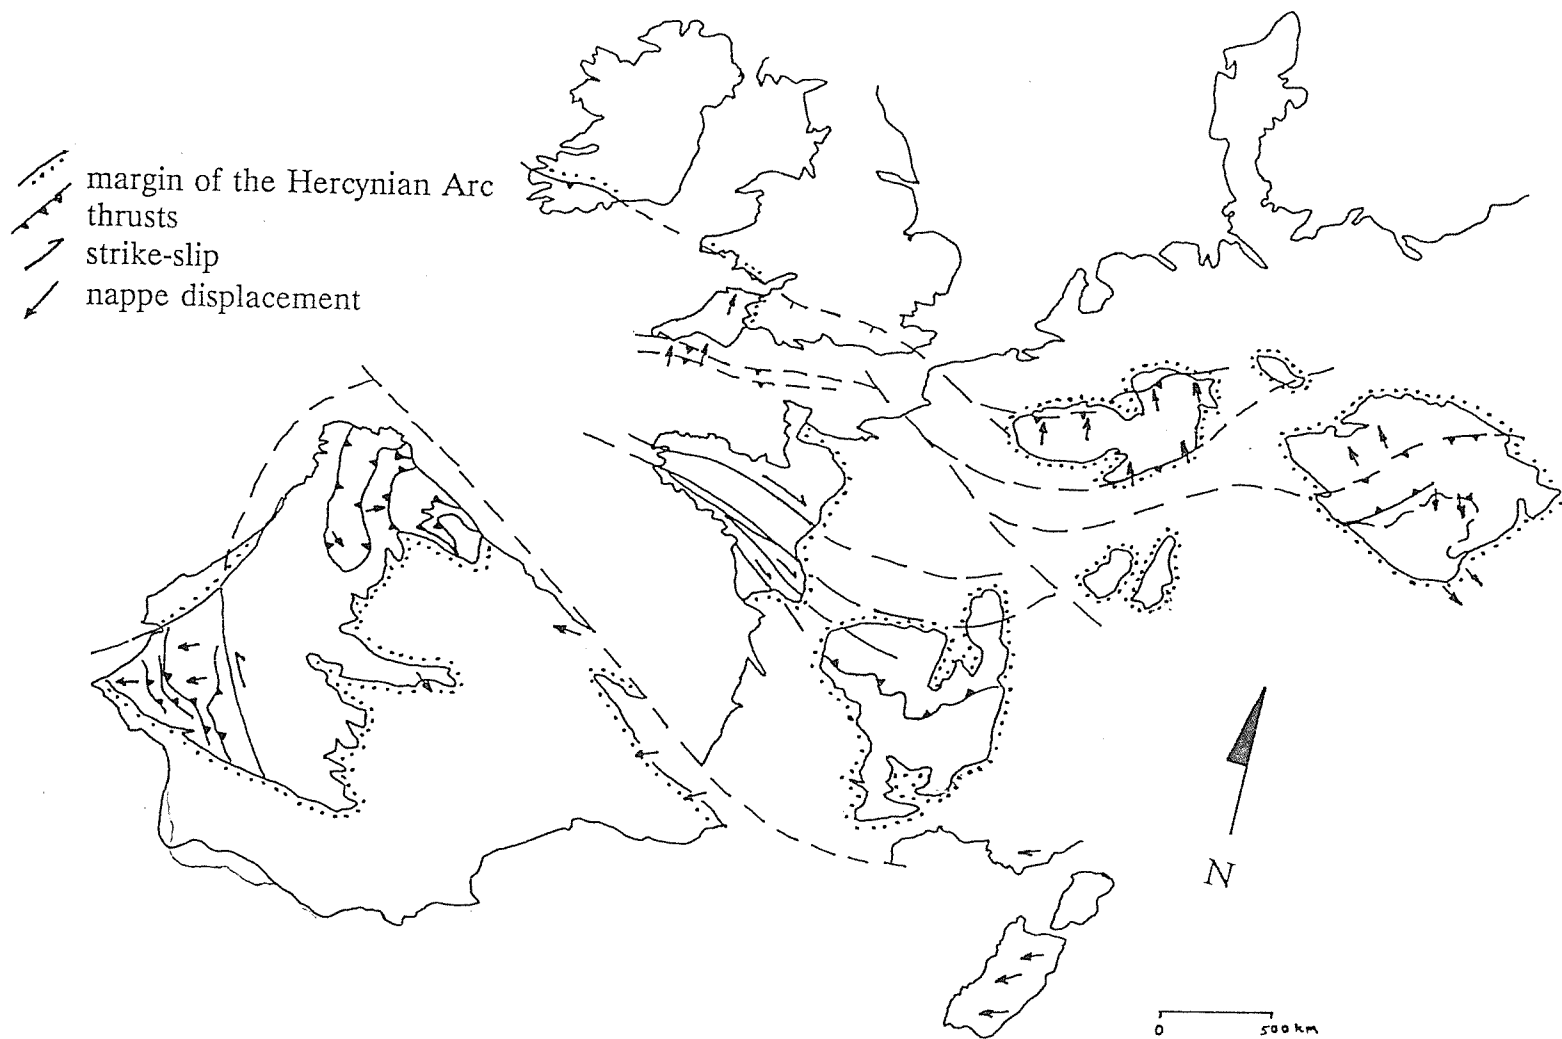 margin of the Hercynian Arc
thrusts
strike-slip
nappe displacement
N
0 500 km